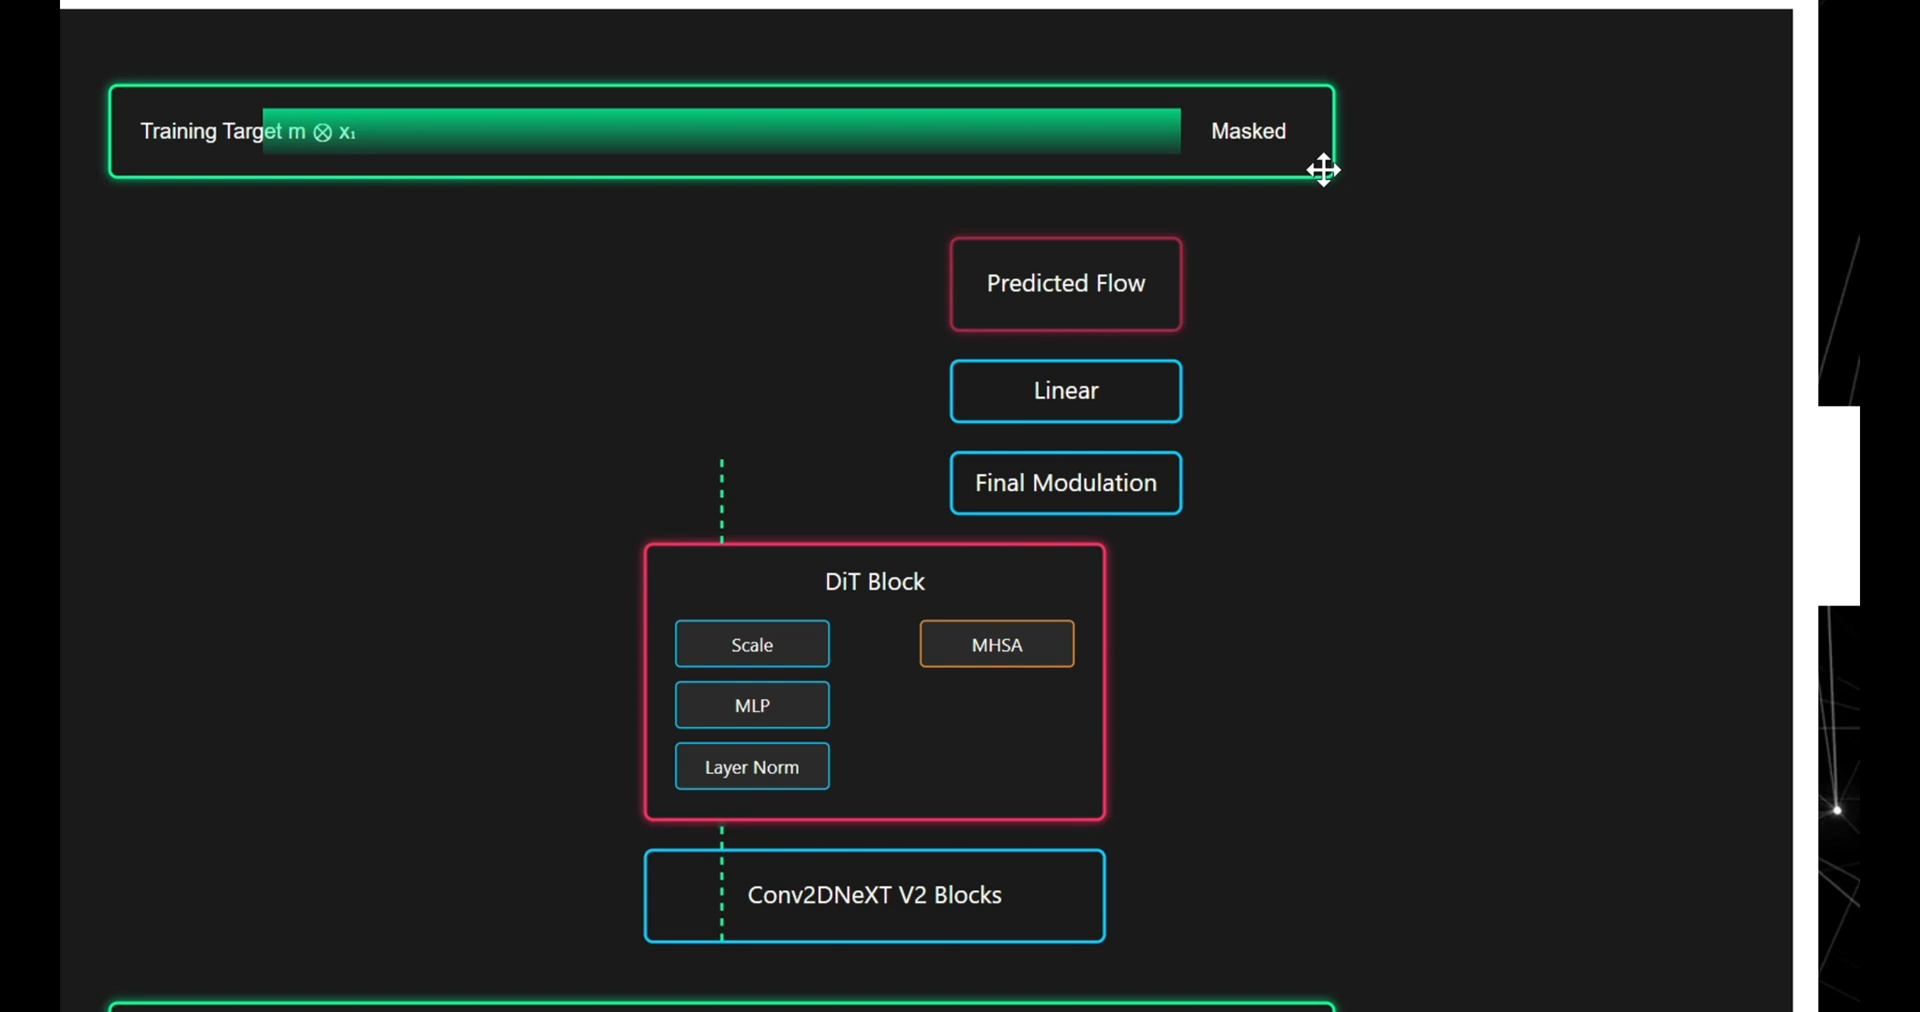 Training Target m ⊗ x₁
Masked
Predicted Flow
Linear
Final Modulation
DiT Block
Scale
MHSA
MLP
Layer Norm
Conv2DNeXT V2 Blocks